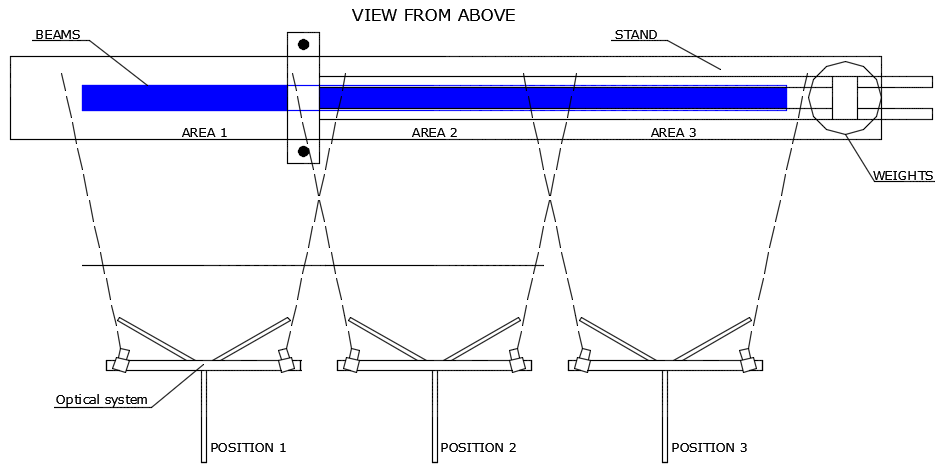 VIEW FROM ABOVE
BEAMS
STAND
AREA 1
AREA 2
AREA 3
WEIGHTS
Optical system
POSITION 1
POSITION 2
POSITION 3